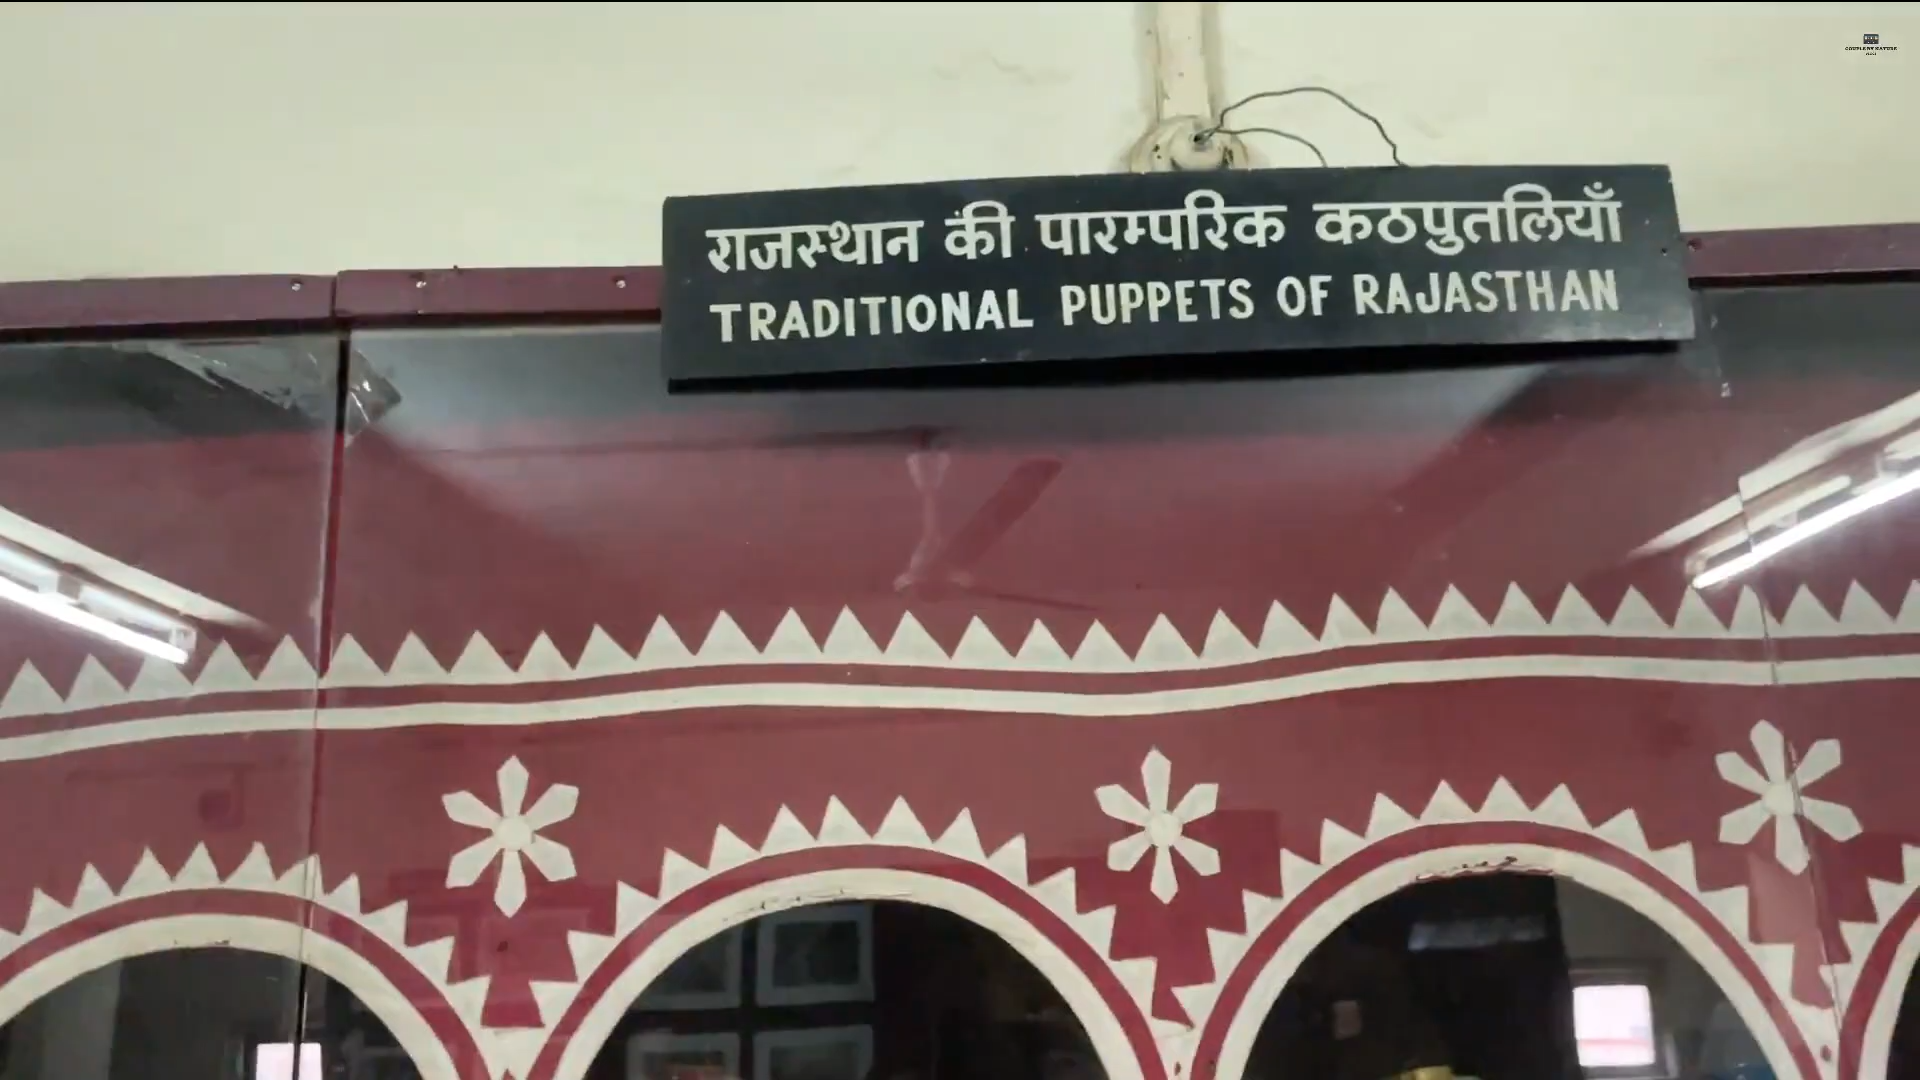 राजस्थान की पारम्परिक कठपुतलियाँ
TRADITIONAL PUPPETS OF RAJASTHAN